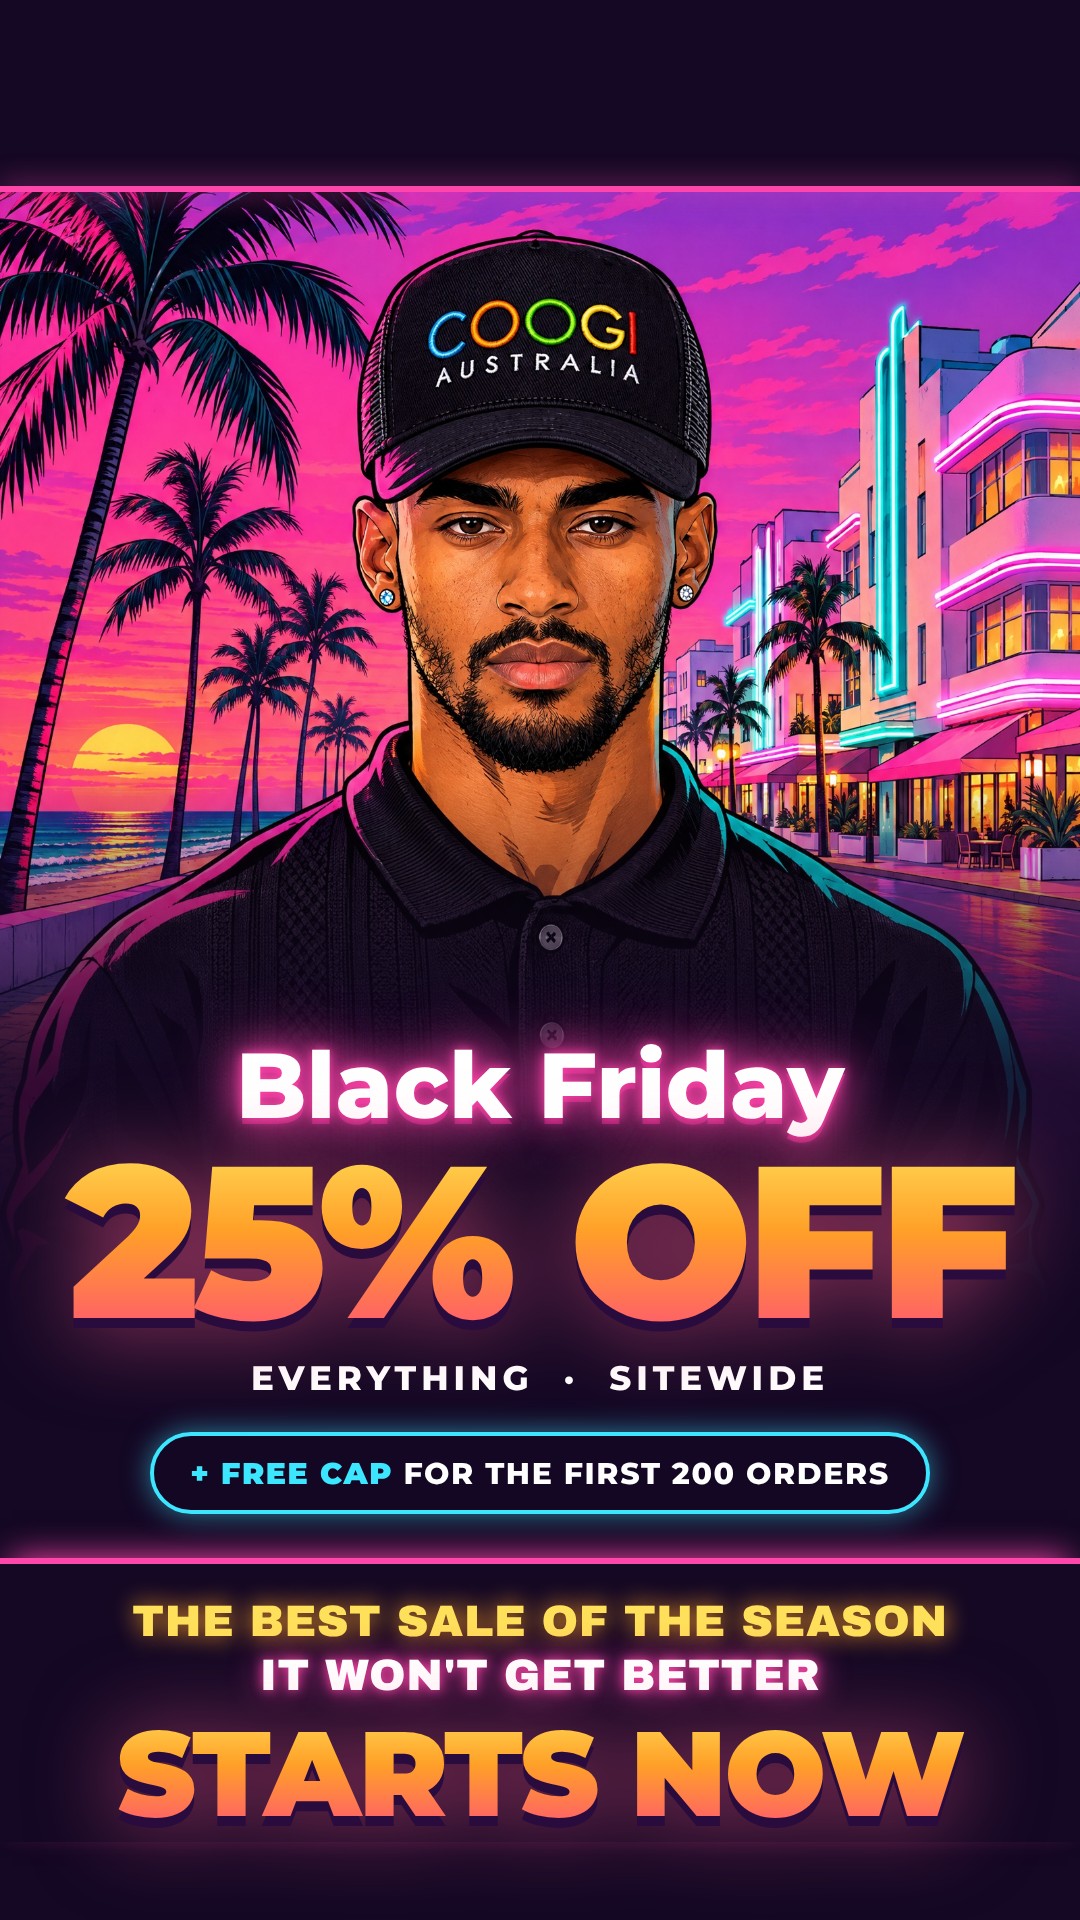 COOGI
AUSTRALIA
Black Friday
25% OFF
EVERYTHING · SITEWIDE
+ FREE CAP FOR THE FIRST 200 ORDERS
THE BEST SALE OF THE SEASON
IT WON'T GET BETTER
STARTS NOW